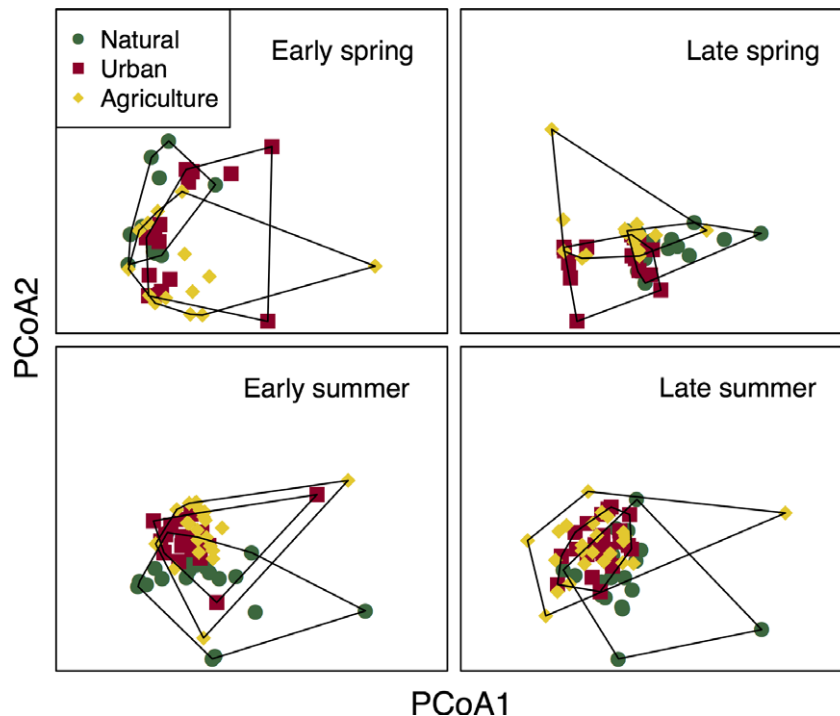 Natural
Urban
Agriculture
Early spring
Late spring
PCoA2
Early summer
Late summer
PCoA1